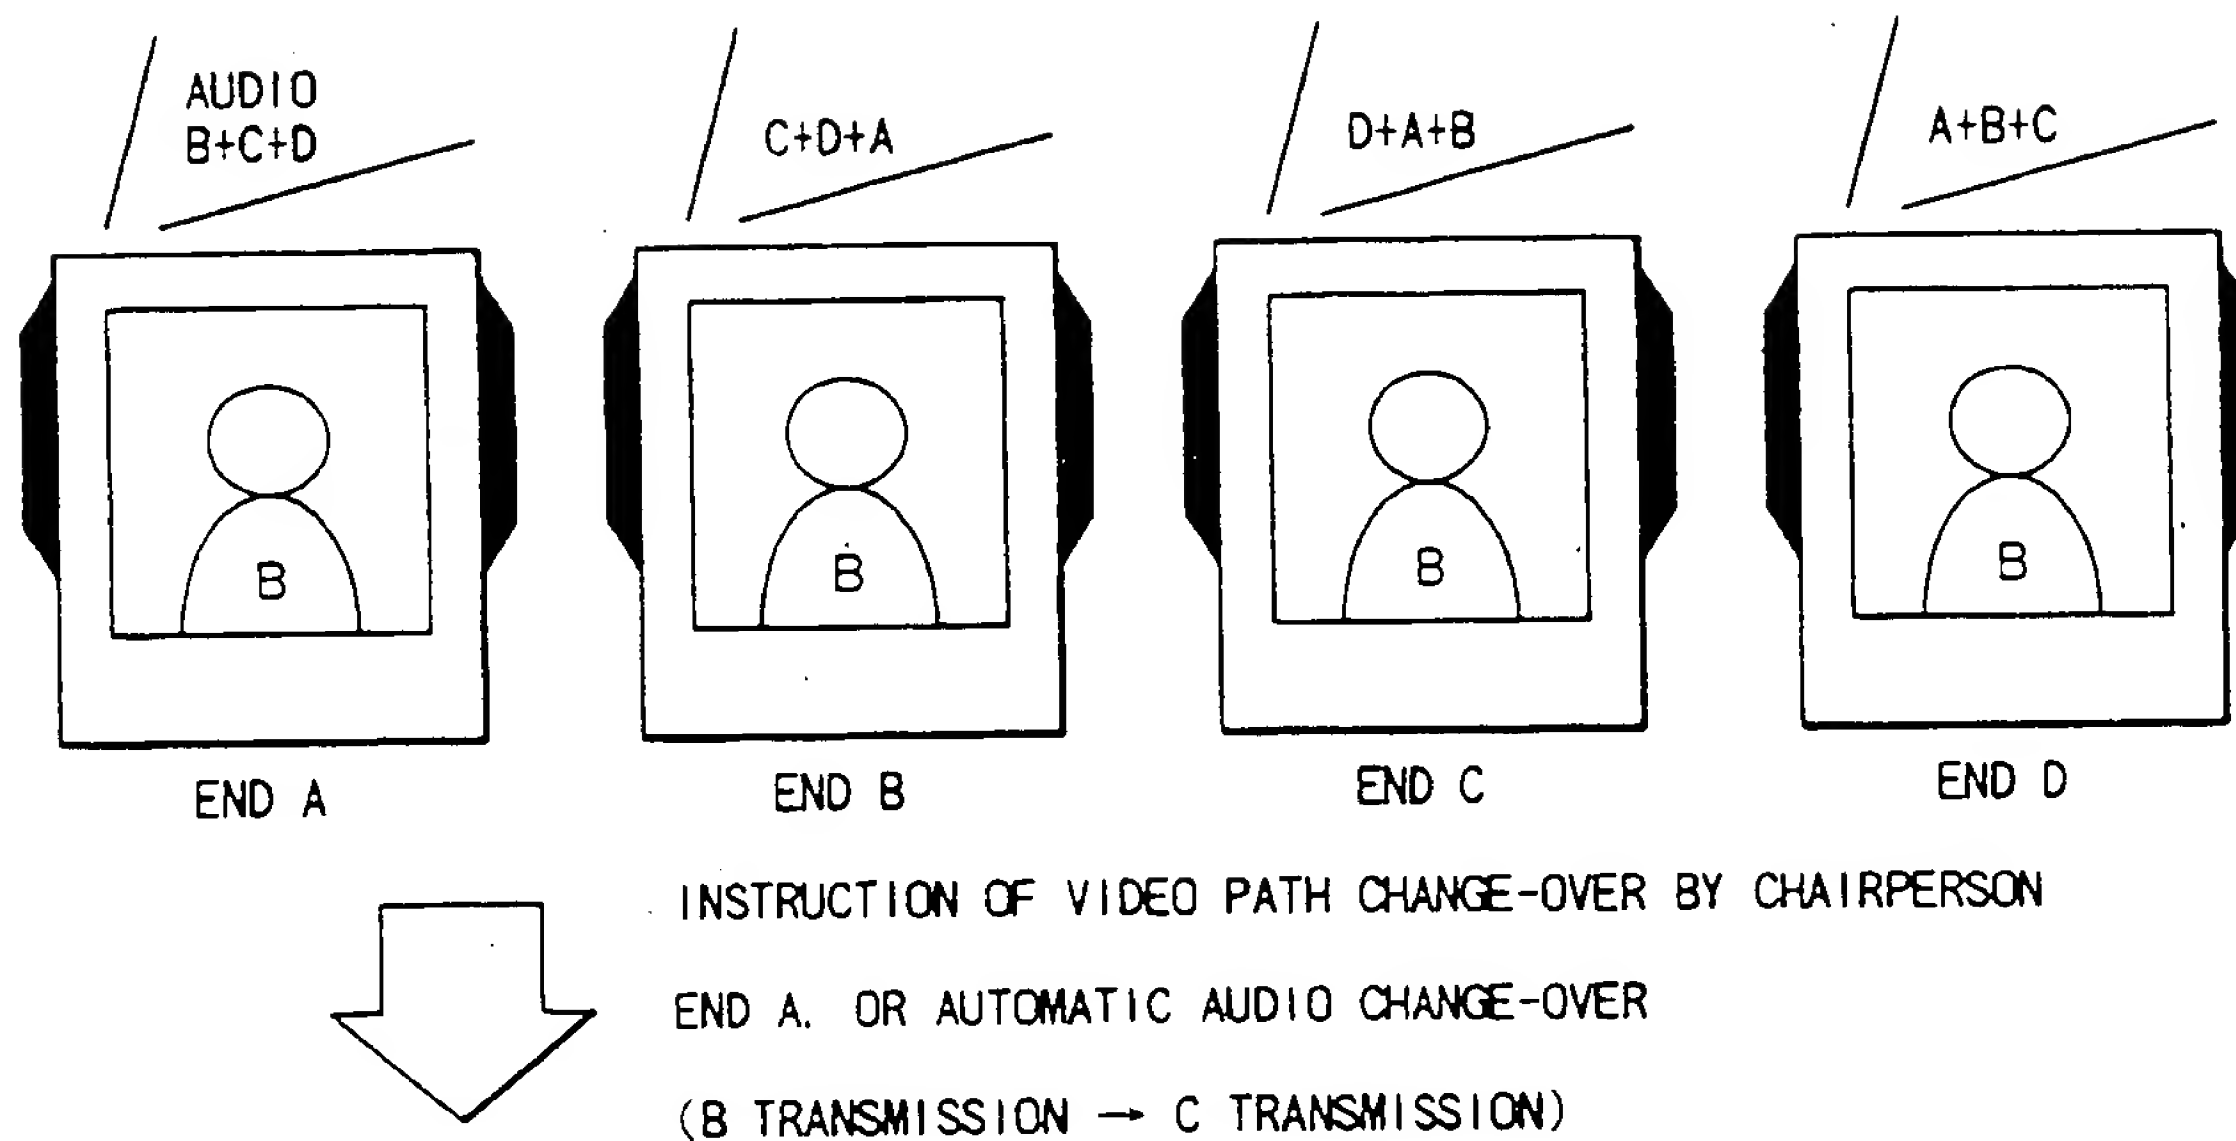 AUDIO
B+C+D
C+D+A
D+A+B
A+B+C
B
B
B
B
END A
END B
END C
END D
INSTRUCTION OF VIDEO PATH CHANGE-OVER BY CHAIRPERSON
END A. OR AUTOMATIC AUDIO CHANGE-OVER
(B TRANSMISSION → C TRANSMISSION)